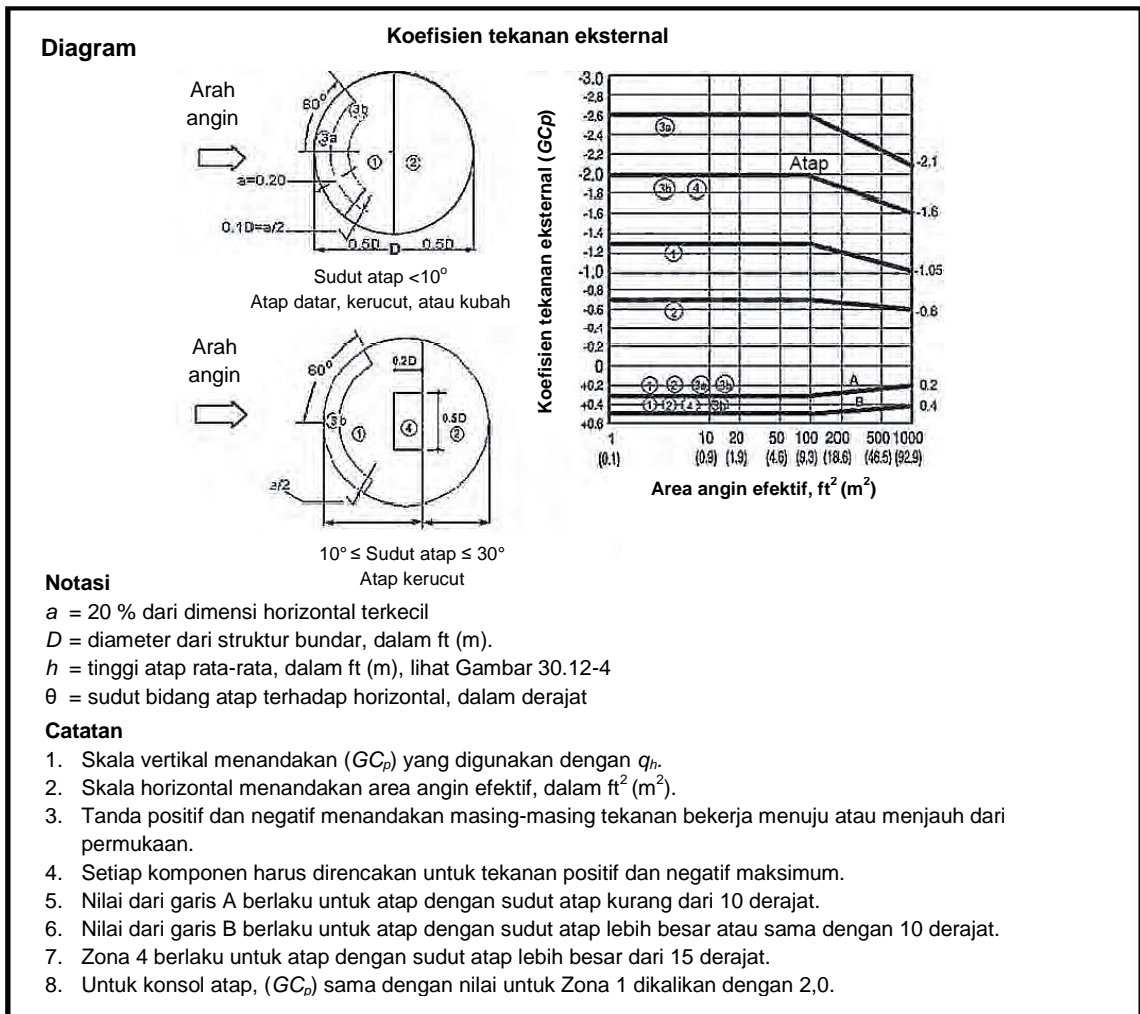 Diagram
Koefisien tekanan eksternal
Arah
angin
60°
3b
3a
1
2
a=0.20
0.1D=a/2
0.5D D 0.5D
Sudut atap <10°
Atap datar, kerucut, atau kubah
Arah
angin
60°
0.2D
3b
1
4
0.5D
2
a/2
10° ≤ Sudut atap ≤ 30°
Atap kerucut
Koefisien tekanan eksternal (GCp)
-3.0
-2.8
-2.6
-2.4
-2.2
-2.0
-1.8
-1.6
-1.4
-1.2
-1.0
-0.8
-0.6
-0.4
-0.2
0
+0.2
+0.4
+0.6
3a
Atap
3b 4
1
2
1 2 3a 3b
1 2 4 3b
A
B
-2.1
-1.6
-1.05
-0.6
0.2
0.4
1 10 20 50 100 200 500 1000
(0.1) (0.9) (1.9) (4.6) (9.3) (18.6) (46.5) (92.9)
Area angin efektif, ft² (m²)
Notasi
a = 20 % dari dimensi horizontal terkecil
D = diameter dari struktur bundar, dalam ft (m).
h = tinggi atap rata-rata, dalam ft (m), lihat Gambar 30.12-4
θ = sudut bidang atap terhadap horizontal, dalam derajat
Catatan
1. Skala vertikal menandakan (GCp) yang digunakan dengan qh.
2. Skala horizontal menandakan area angin efektif, dalam ft² (m²).
3. Tanda positif dan negatif menandakan masing-masing tekanan bekerja menuju atau menjauh dari
permukaan.
4. Setiap komponen harus direncakan untuk tekanan positif dan negatif maksimum.
5. Nilai dari garis A berlaku untuk atap dengan sudut atap kurang dari 10 derajat.
6. Nilai dari garis B berlaku untuk atap dengan sudut atap lebih besar atau sama dengan 10 derajat.
7. Zona 4 berlaku untuk atap dengan sudut atap lebih besar dari 15 derajat.
8. Untuk konsol atap, (GCp) sama dengan nilai untuk Zona 1 dikalikan dengan 2,0.